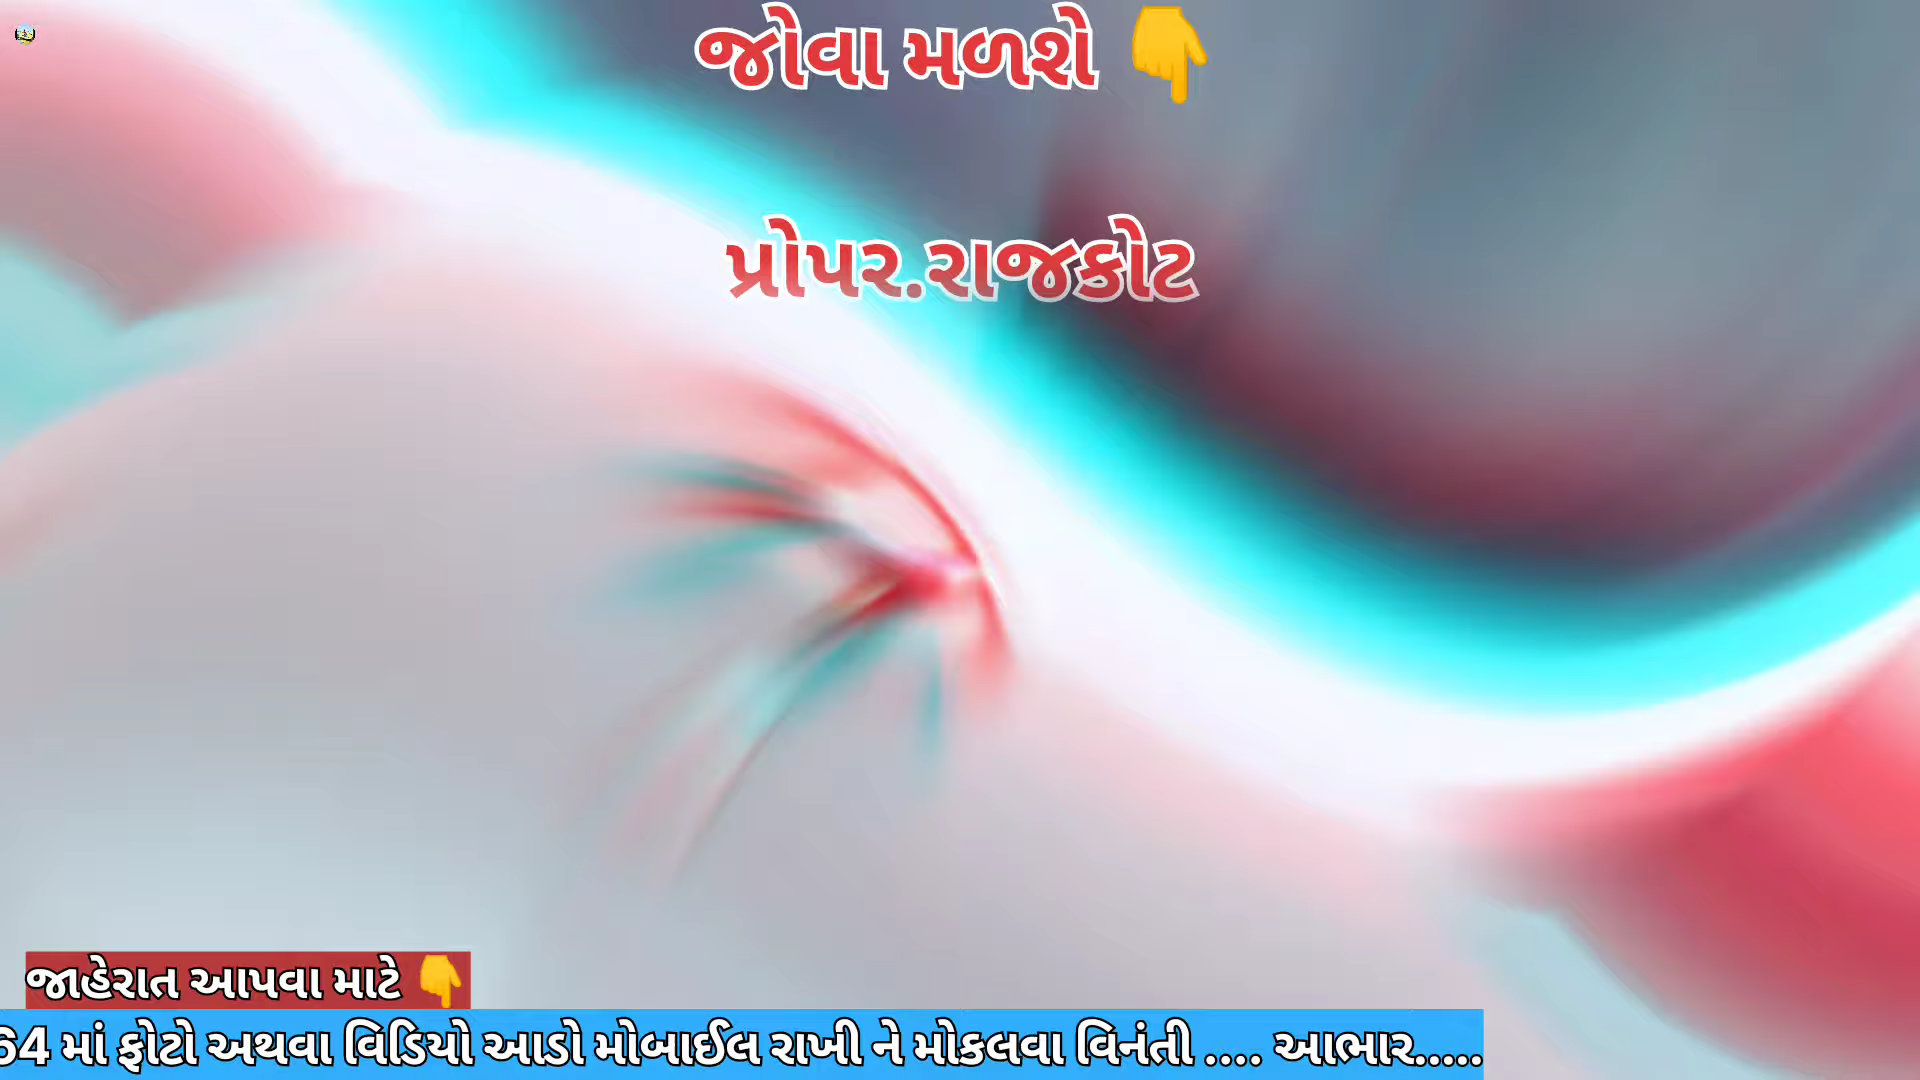 જોવા મળશે 👇
પ્રોપર.રાજકોટ
જાહેરાત આપવા માટે 👇
64 માં ફોટો અથવા વિડિયો આડો મોબાઈલ રાખી ને મોકલવા વિનંતી .... આભાર.....